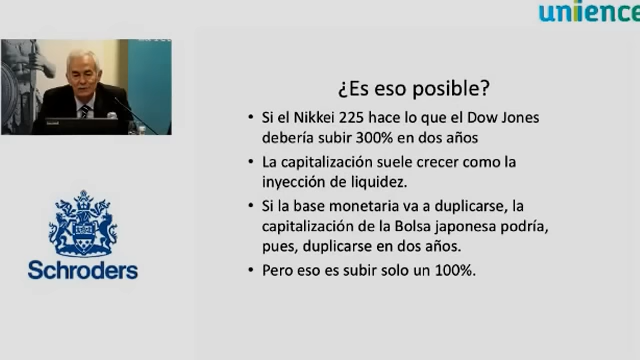 unience
¿Es eso posible?
• Si el Nikkei 225 hace lo que el Dow Jones
debería subir 300% en dos años
• La capitalización suele crecer como la
inyección de liquidez.
• Si la base monetaria va a duplicarse, la
capitalización de la Bolsa japonesa podría,
pues, duplicarse en dos años.
• Pero eso es subir solo un 100%.
Schroders